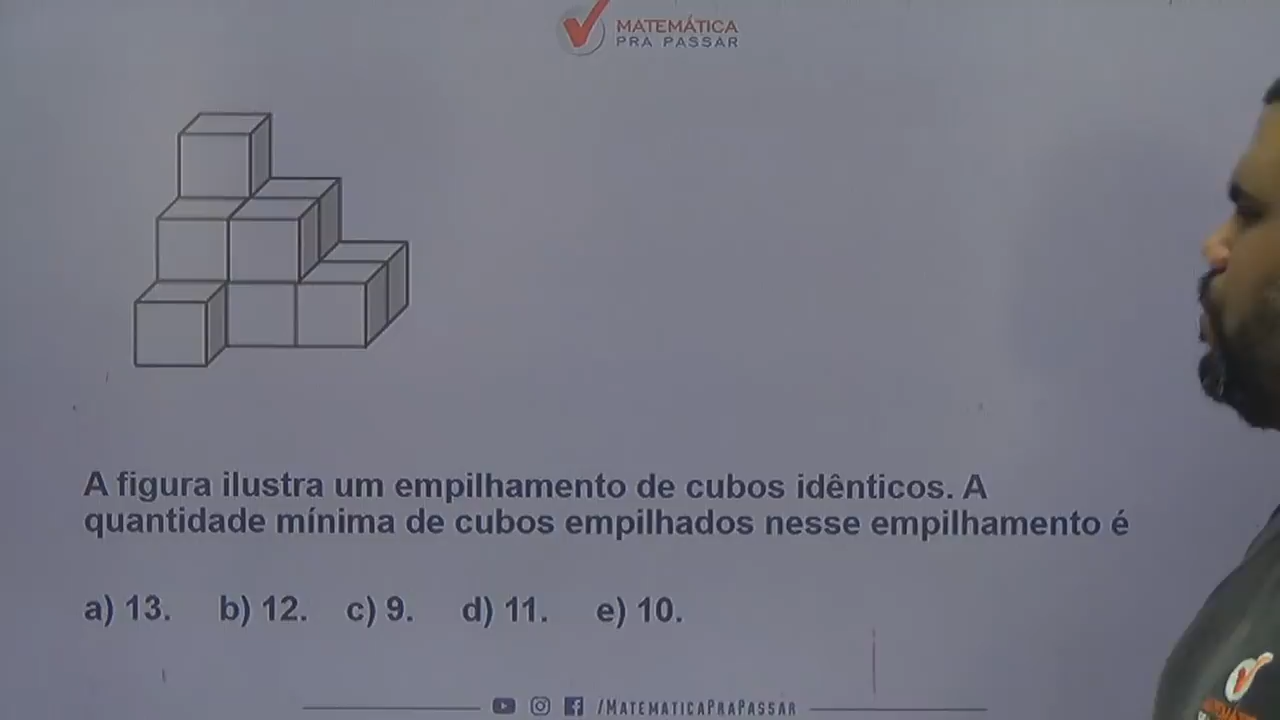 MATEMÁTICA
PRA PASSAR
A figura ilustra um empilhamento de cubos idênticos. A
quantidade mínima de cubos empilhados nesse empilhamento é
a) 13. b) 12. c) 9. d) 11. e) 10.
/MATEMATICAPRAPASSAR